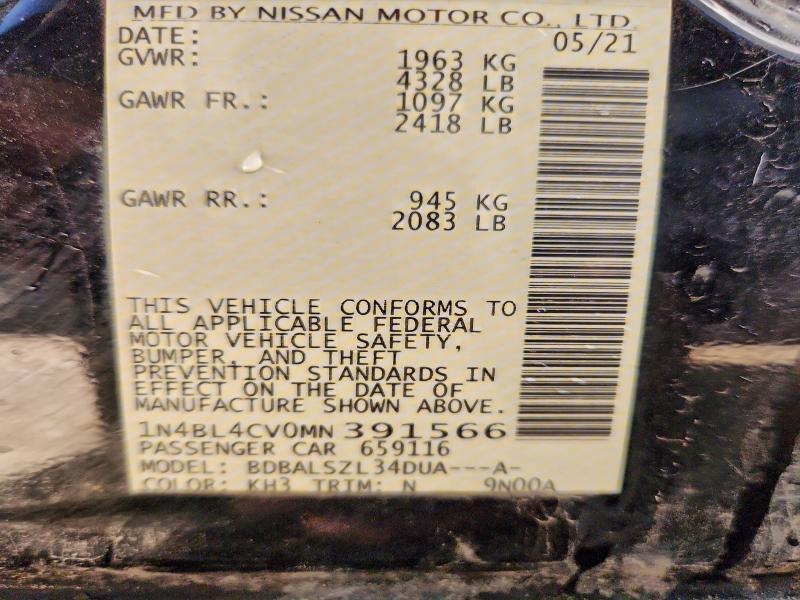 MFD BY NISSAN MOTOR CO., LTD.
DATE: 05/21
GVWR: 1963 KG
4328 LB
GAWR FR.: 1097 KG
2418 LB
GAWR RR.: 945 KG
2083 LB
THIS VEHICLE CONFORMS TO
ALL APPLICABLE FEDERAL
MOTOR VEHICLE SAFETY,
BUMPER, AND THEFT
PREVENTION STANDARDS IN
EFFECT ON THE DATE OF
MANUFACTURE SHOWN ABOVE.
1N4BL4CV0MN 391566
PASSENGER CAR 659116
MODEL: BDBALSZL34DUA---A-
COLOR: KH3 TRIM: N 9N00A